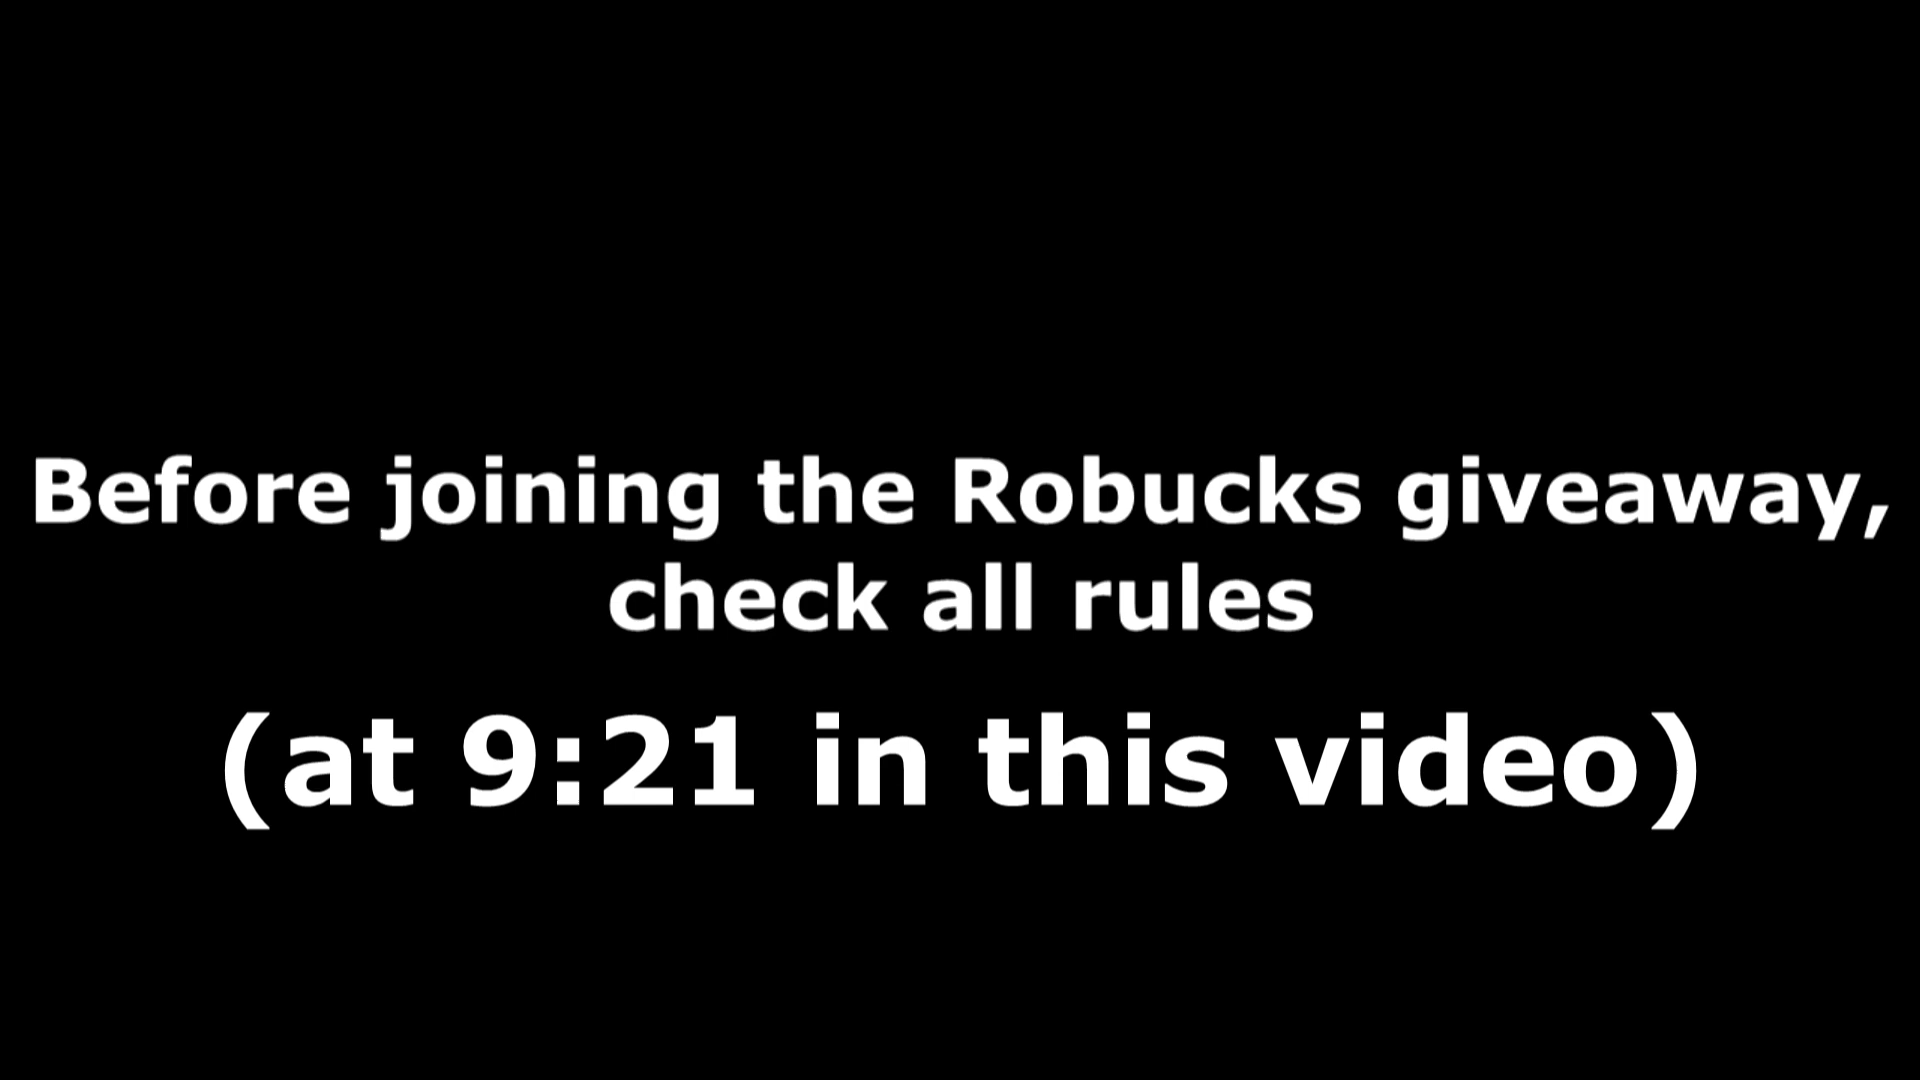 Before joining the Robucks giveaway,
check all rules
(at 9:21 in this video)